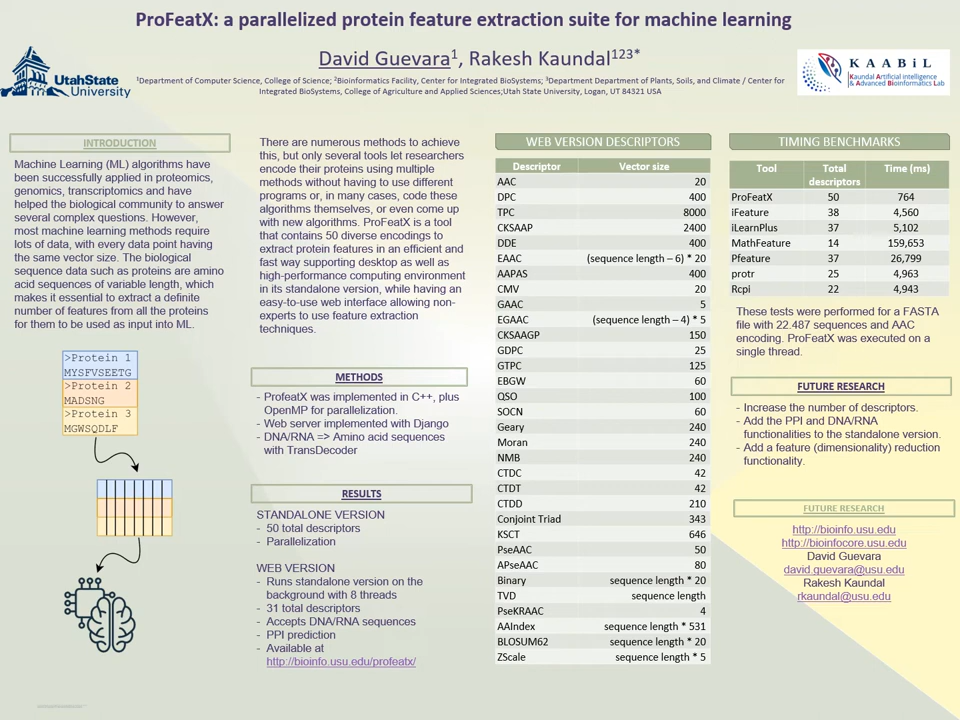 ProFeatX: a parallelized protein feature extraction suite for machine learning
David Guevara1, Rakesh Kaundal123*
1Department of Computer Science, College of Science; 2Bioinformatics Facility, Center for Integrated BioSystems; 3Department Department of Plants, Soils, and Climate / Center for
Integrated BioSystems, College of Agriculture and Applied Sciences;Utah State University, Logan, UT 84321 USA
UtahState
University
KAABiL
Kaundal Artificial intelligence
& Advanced Bioinformatics Lab
INTRODUCTION
Machine Learning (ML) algorithms have
been successfully applied in proteomics,
genomics, transcriptomics and have
helped the biological community to answer
several complex questions. However,
most machine learning methods require
lots of data, with every data point having
the same vector size. The biological
sequence data such as proteins are amino
acid sequences of variable length, which
makes it essential to extract a definite
number of features from all the proteins
for them to be used as input into ML.
>Protein 1
MYSFVSEETG
>Protein 2
MADSNG
>Protein 3
MGWSQDLF
There are numerous methods to achieve
this, but only several tools let researchers
encode their proteins using multiple
methods without having to use different
programs or, in many cases, code these
algorithms themselves, or even come up
with new algorithms. ProFeatX is a tool
that contains 50 diverse encodings to
extract protein features in an efficient and
fast way supporting desktop as well as
high-performance computing environment
in its standalone version, while having an
easy-to-use web interface allowing non-
experts to use feature extraction
techniques.
METHODS
- ProfeatX was implemented in C++, plus
OpenMP for parallelization.
- Web server implemented with Django
- DNA/RNA => Amino acid sequences
with TransDecoder
RESULTS
STANDALONE VERSION
- 50 total descriptors
- Parallelization
WEB VERSION
- Runs standalone version on the
background with 8 threads
- 31 total descriptors
- Accepts DNA/RNA sequences
- PPI prediction
- Available at
http://bioinfo.usu.edu/profeatx/
WEB VERSION DESCRIPTORS
Descriptor Vector size
AAC 20
DPC 400
TPC 8000
CKSAAP 2400
DDE 400
EAAC (sequence length – 6) * 20
AAPAS 400
CMV 20
GAAC 5
EGAAC (sequence length – 4) * 5
CKSAAGP 150
GDPC 25
GTPC 125
EBGW 60
QSO 100
SOCN 60
Geary 240
Moran 240
NMB 240
CTDC 42
CTDT 42
CTDD 210
Conjoint Triad 343
KSCT 646
PseAAC 50
APseAAC 80
Binary sequence length * 20
TVD sequence length
PseKRAAC 4
AAIndex sequence length * 531
BLOSUM62 sequence length * 20
ZScale sequence length * 5
TIMING BENCHMARKS
Tool Total descriptors Time (ms)
ProFeatX 50 764
iFeature 38 4,560
iLearnPlus 37 5,102
MathFeature 14 159,653
Pfeature 37 26,799
protr 25 4,963
Rcpi 22 4,943
These tests were performed for a FASTA
file with 22.487 sequences and AAC
encoding. ProFeatX was executed on a
single thread.
FUTURE RESEARCH
- Increase the number of descriptors.
- Add the PPI and DNA/RNA
functionalities to the standalone version.
- Add a feature (dimensionality) reduction
functionality.
FUTURE RESEARCH
http://bioinfo.usu.edu
http://bioinfocore.usu.edu
David Guevara
david.guevara@usu.edu
Rakesh Kaundal
rkaundal@usu.edu